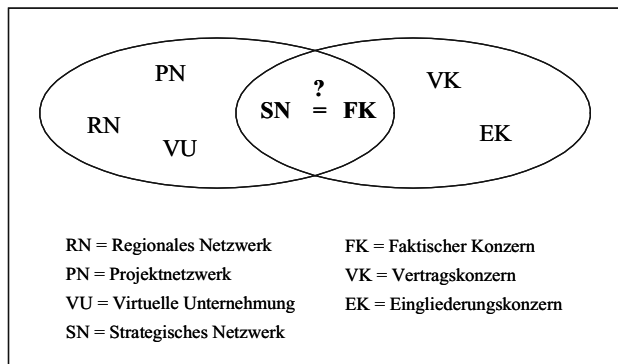 PN
VK
?
SN = FK
RN
EK
VU
RN = Regionales Netzwerk
PN = Projektnetzwerk
VU = Virtuelle Unternehmung
SN = Strategisches Netzwerk
FK = Faktischer Konzern
VK = Vertragskonzern
EK = Eingliederungskonzern